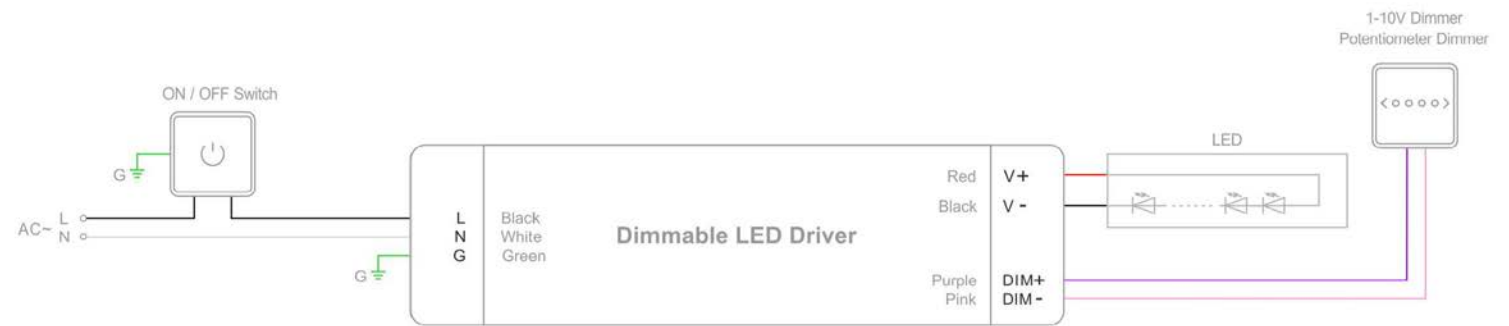 1-10V Dimmer
Potentiometer Dimmer
ON / OFF Switch
G
AC~
L
N
G
L Black
N White
G Green
Dimmable LED Driver
Red V+
Black V -
Purple DIM+
Pink DIM -
LED